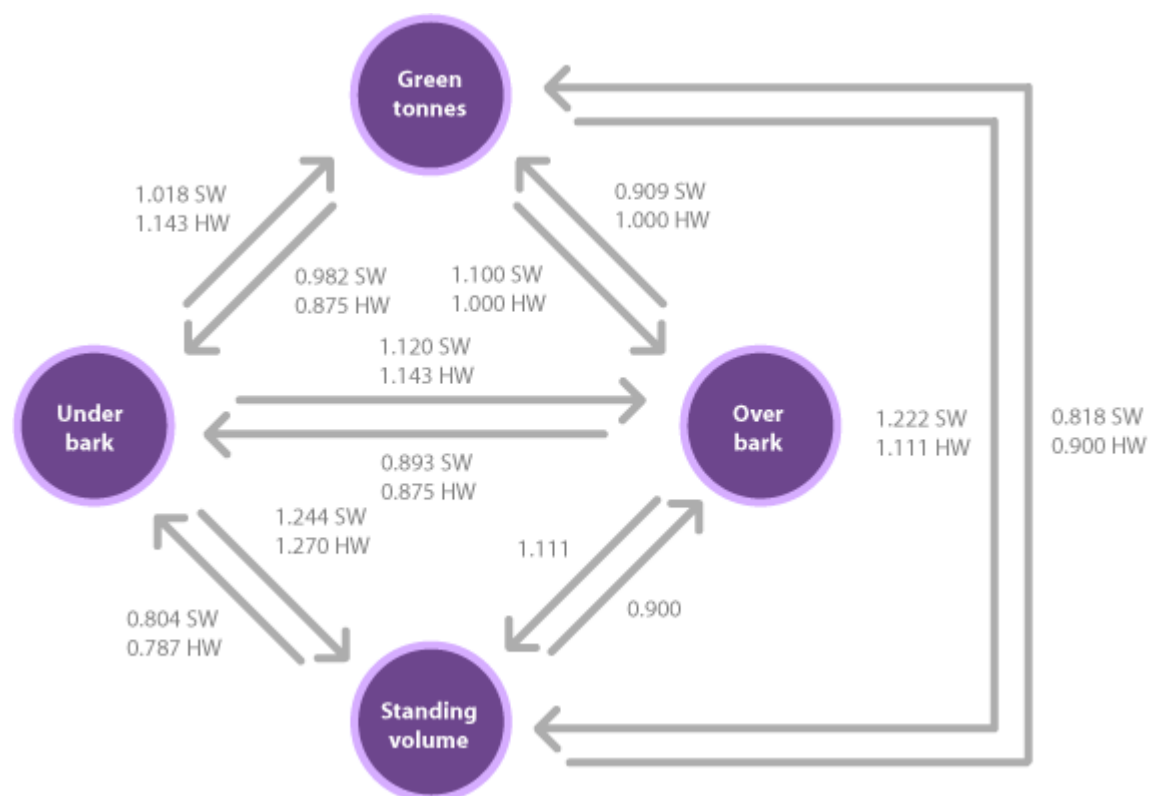 Green
tonnes
1.018 SW
1.143 HW
0.909 SW
1.000 HW
0.982 SW
0.875 HW
1.100 SW
1.000 HW
1.120 SW
1.143 HW
Under
bark
Over
bark
1.222 SW
1.111 HW
0.818 SW
0.900 HW
0.893 SW
0.875 HW
1.244 SW
1.270 HW
1.111
0.900
0.804 SW
0.787 HW
Standing
volume